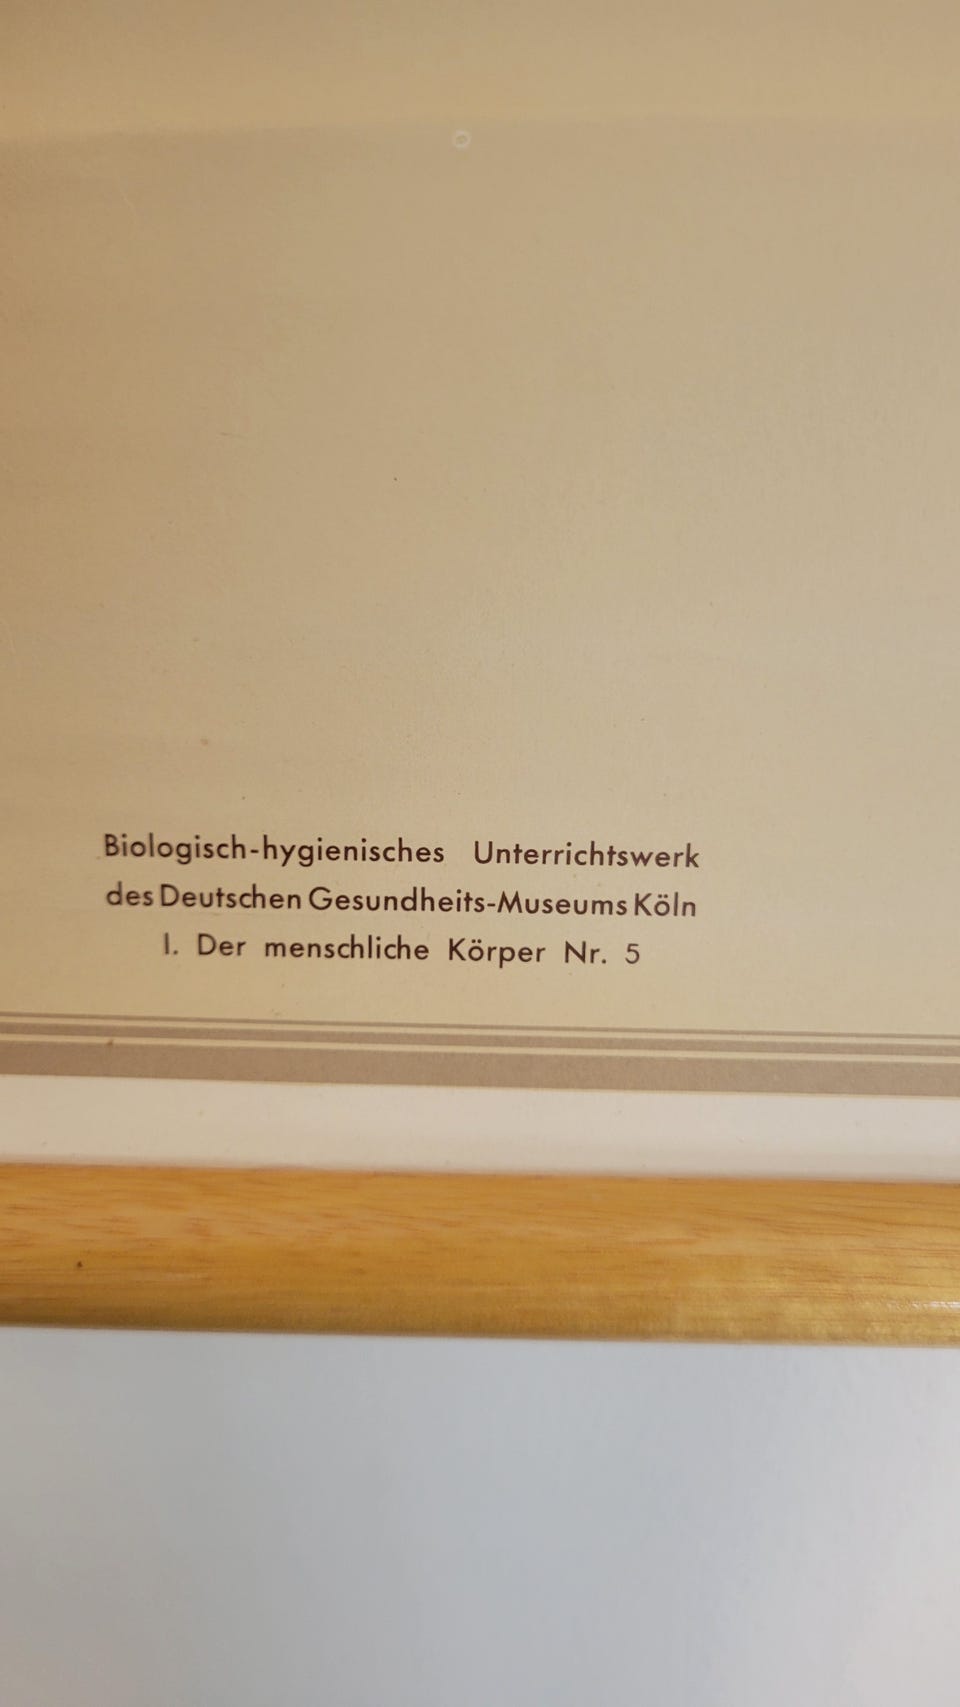 Biologisch-hygienisches Unterrichtswerk
des Deutschen Gesundheits-Museums Köln
I. Der menschliche Körper Nr. 5